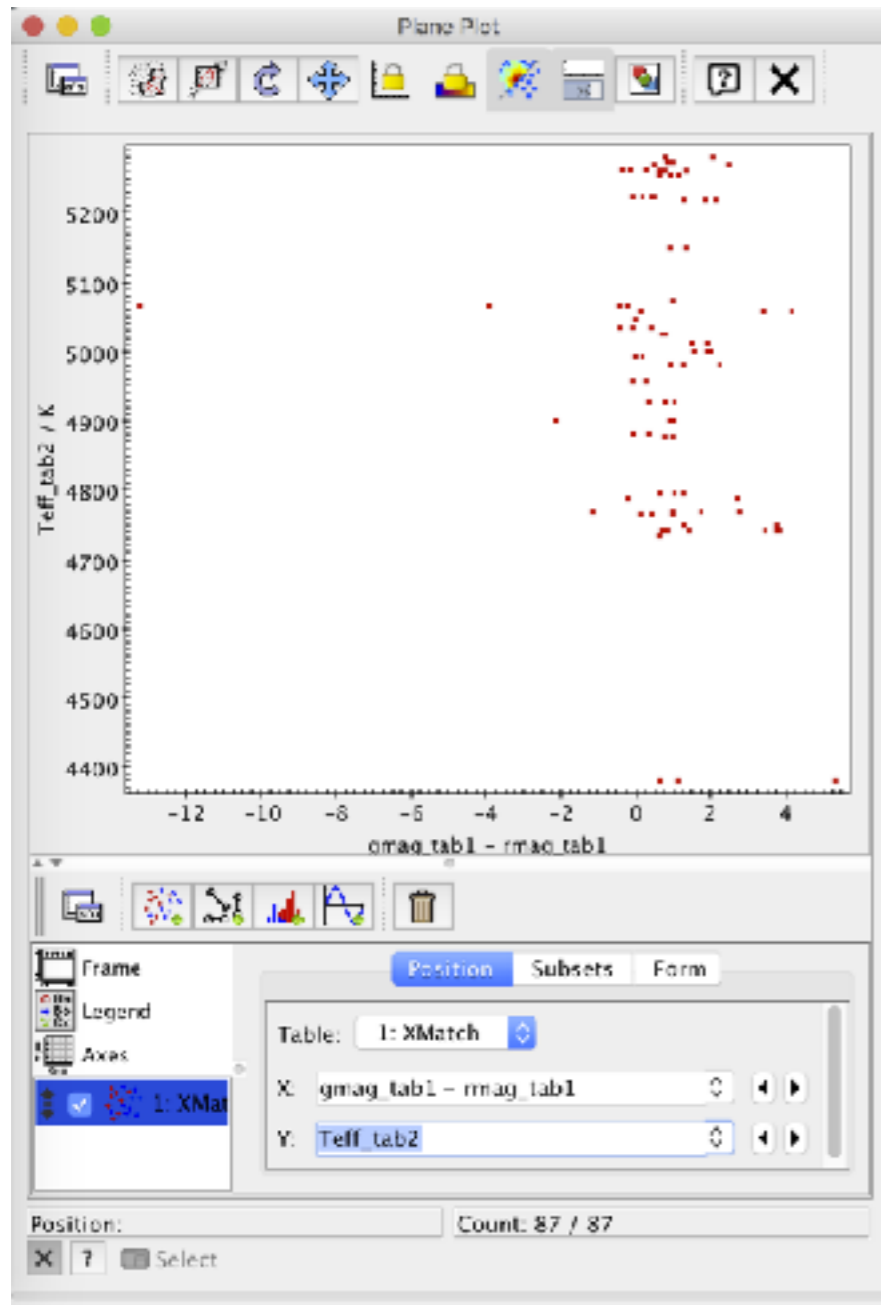 Plane Plot
5200
5100
5000
4900
4800
4700
4600
4500
4400
Teff_tab2 / K
-12 -10 -8 -6 -4 -2 0 2 4
gmag_tab1 - rmag_tab1
Frame
Legend
Axes
1: XMat
Position Subsets Form
Table: 1: XMatch
X: gmag_tab1 - rmag_tab1
Y: Teff_tab2
Position:
Count: 87 / 87
Select